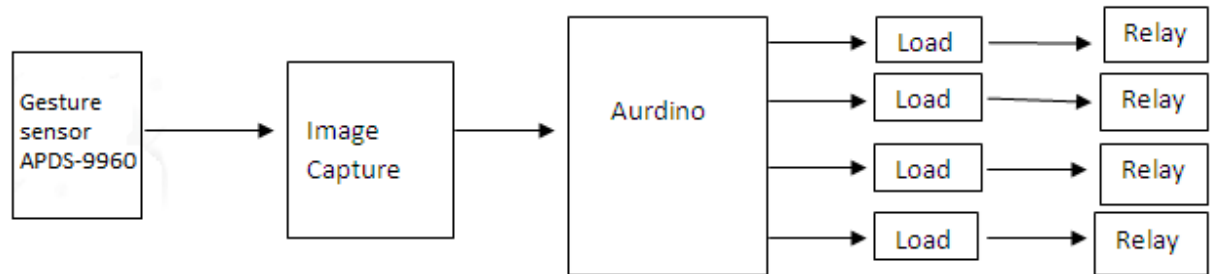 Gesture
sensor
APDS-9960
Image
Capture
Aurdino
Load
Relay
Load
Relay
Load
Relay
Load
Relay